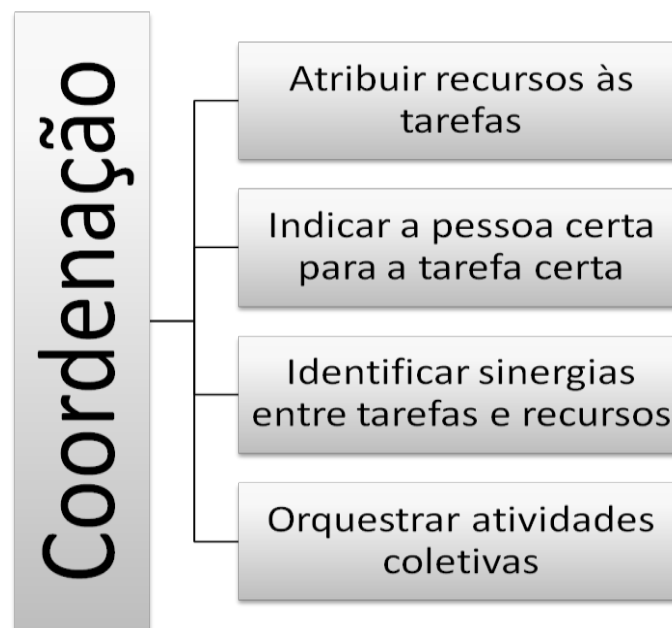 Coordenação
Atribuir recursos às
tarefas
Indicar a pessoa certa
para a tarefa certa
Identificar sinergias
entre tarefas e recursos
Orquestrar atividades
coletivas